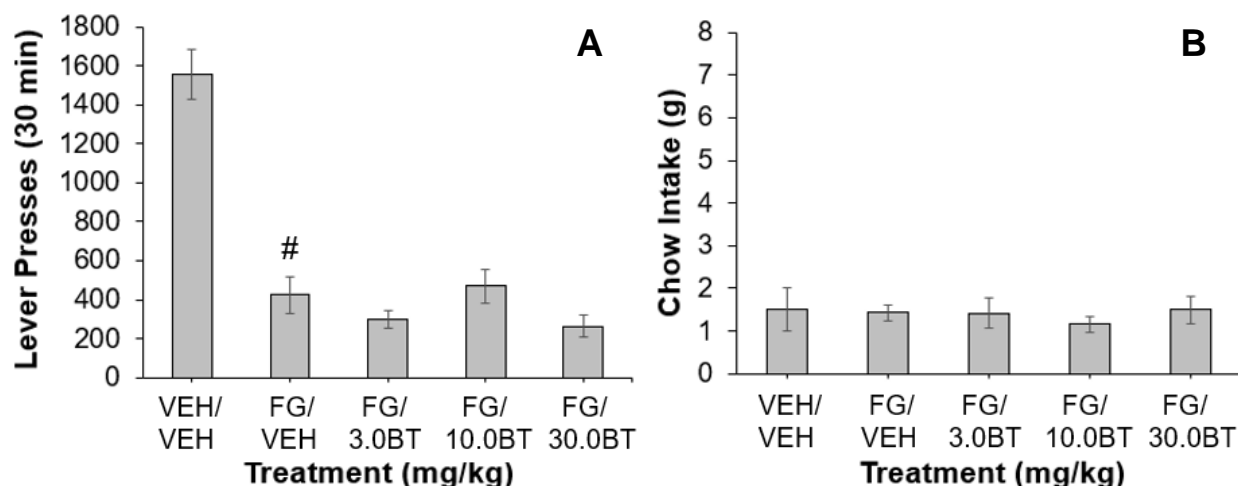 A
Lever Presses (30 min)
1800
1600
1400
1200
1000
800
600
400
200
0
#
VEH/
VEH
FG/
VEH
FG/
3.0BT
FG/
10.0BT
FG/
30.0BT
Treatment (mg/kg)
B
Chow Intake (g)
8
7
6
5
4
3
2
1
0
VEH/
VEH
FG/
VEH
FG/
3.0BT
FG/
10.0BT
FG/
30.0BT
Treatment (mg/kg)